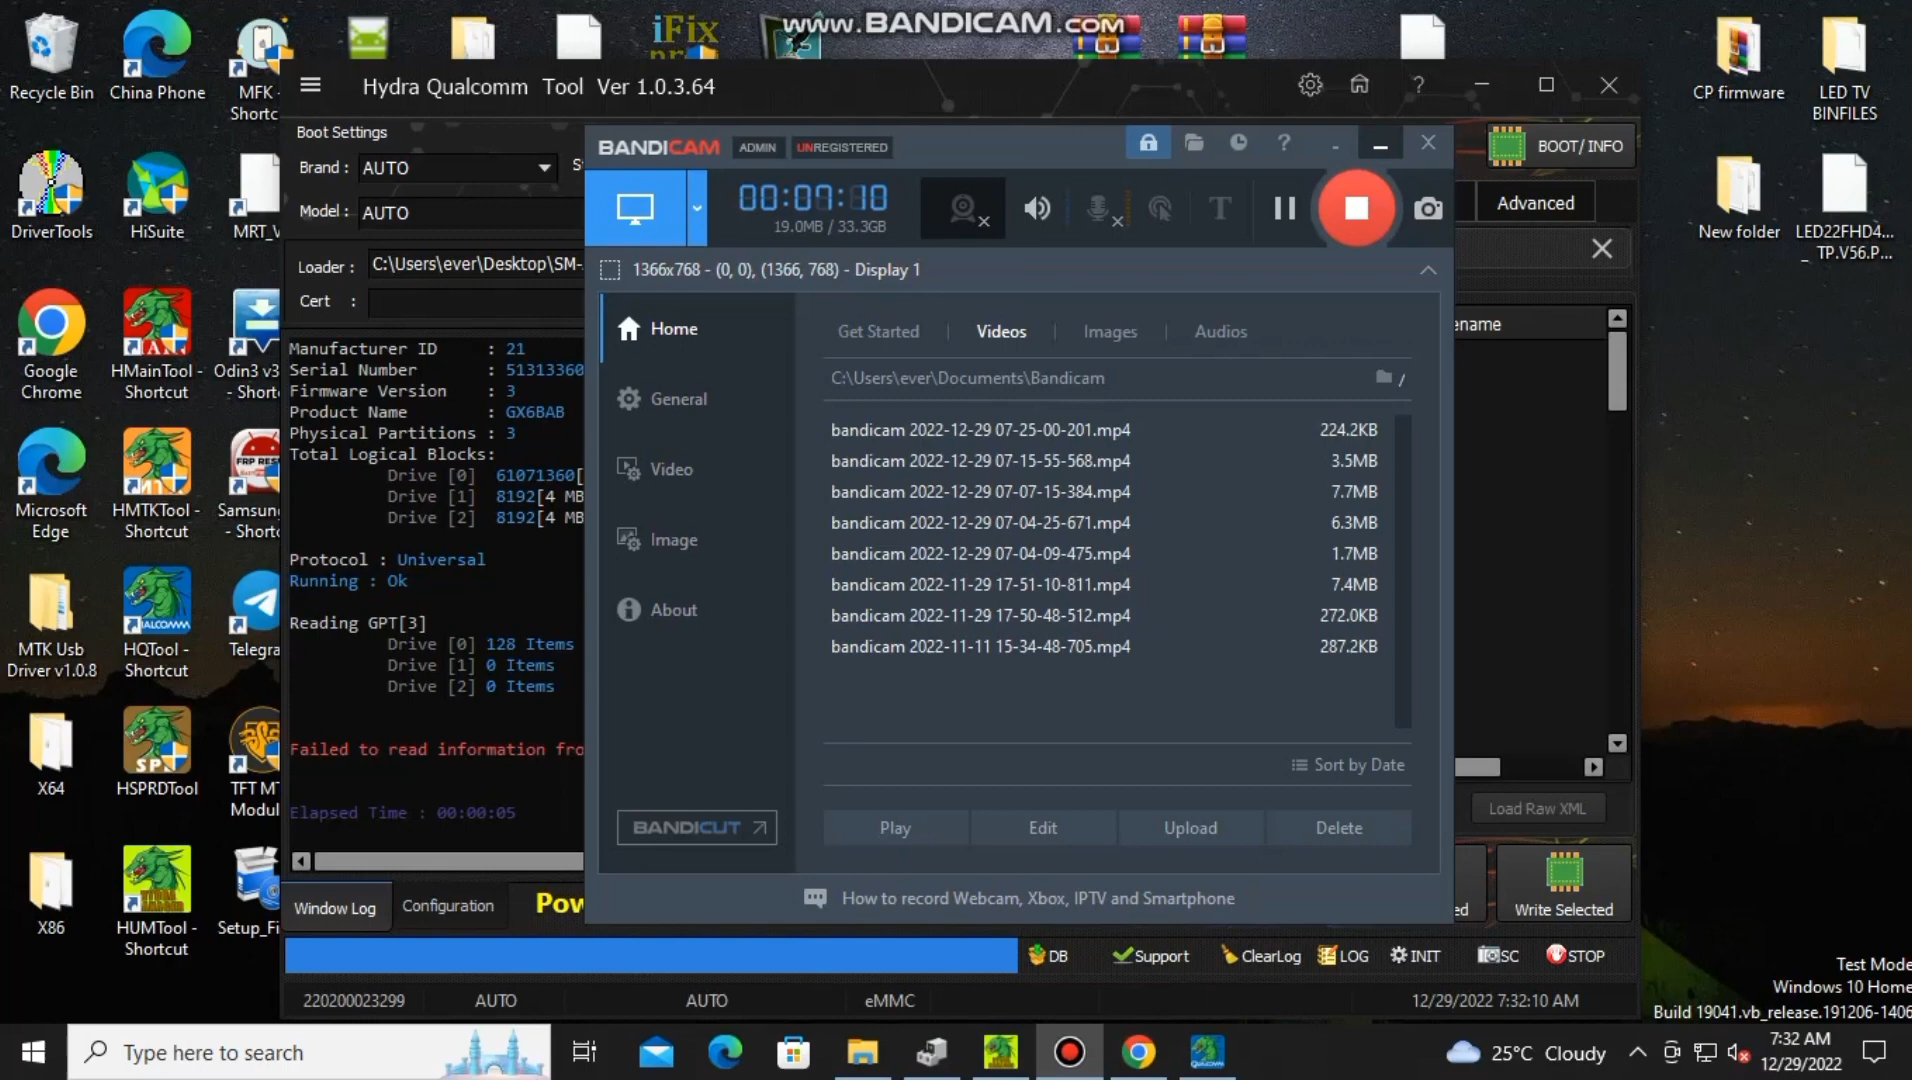 www.BANDICAM.com
Recycle Bin
China Phone
MFK -
Shortc
iFix
CP firmware
LED TV
BINFILES
DriverTools
HiSuite
MRT_V
New folder
LED22FHD4...
_ TP.V56.P...
Google
Chrome
HMainTool -
Shortcut
Odin3 v3
- Shortc
Microsoft
Edge
HMTKTool -
Shortcut
FRP RES
Samsung
- Shortc
MTK Usb
Driver v1.0.8
HQTool -
Shortcut
Telegra
X64
SP.
HSPRDTool
TFT MT
Modul
X86
HUMTool -
Shortcut
Setup_Fi
Hydra Qualcomm Tool Ver 1.0.3.64
?
Boot Settings
Brand : AUTO
Model : AUTO
Loader : C:\Users\ever\Desktop\SM-
Cert :
BOOT/ INFO
Advanced
ename
Manufacturer ID : 21
Serial Number : 51313360
Firmware Version : 3
Product Name : GX6BAB
Physical Partitions : 3
Total Logical Blocks:
Drive [0] 61071360[
Drive [1] 8192[4 MB
Drive [2] 8192[4 MB
Protocol : Universal
Running : Ok
Reading GPT[3]
Drive [0] 128 Items
Drive [1] 0 Items
Drive [2] 0 Items
Failed to read information fro
Elapsed Time : 00:00:05
Window Log
Configuration
Pow
Load Raw XML
ed
Write Selected
DB
Support
ClearLog
LOG
INIT
SC
STOP
220200023299
AUTO
AUTO
eMMC
12/29/2022 7:32:10 AM
BANDICAM
ADMIN
UNREGISTERED
?
00:07:18
19.0MB / 33.3GB
T
1366x768 - (0, 0), (1366, 768) - Display 1
Home
General
Video
Image
About
BANDICUT
Get Started
Videos
Images
Audios
C:\Users\ever\Documents\Bandicam
/
bandicam 2022-12-29 07-25-00-201.mp4 224.2KB
bandicam 2022-12-29 07-15-55-568.mp4 3.5MB
bandicam 2022-12-29 07-07-15-384.mp4 7.7MB
bandicam 2022-12-29 07-04-25-671.mp4 6.3MB
bandicam 2022-12-29 07-04-09-475.mp4 1.7MB
bandicam 2022-11-29 17-51-10-811.mp4 7.4MB
bandicam 2022-11-29 17-50-48-512.mp4 272.0KB
bandicam 2022-11-11 15-34-48-705.mp4 287.2KB
Sort by Date
Play
Edit
Upload
Delete
How to record Webcam, Xbox, IPTV and Smartphone
Test Mode
Windows 10 Home
Build 19041.vb_release.191206-1406
Type here to search
25°C Cloudy
7:32 AM
12/29/2022